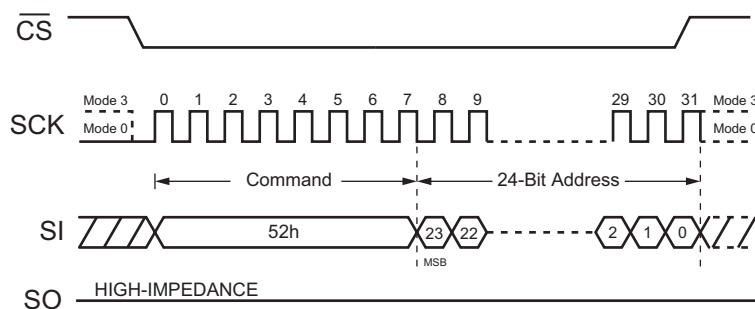 CS
Mode 3 0 1 2 3 4 5 6 7 8 9 29 30 31 Mode 3
SCK
Mode 0 Mode 0
Command 24-Bit Address
SI 52h 23 22 2 1 0
MSB
SO HIGH-IMPEDANCE